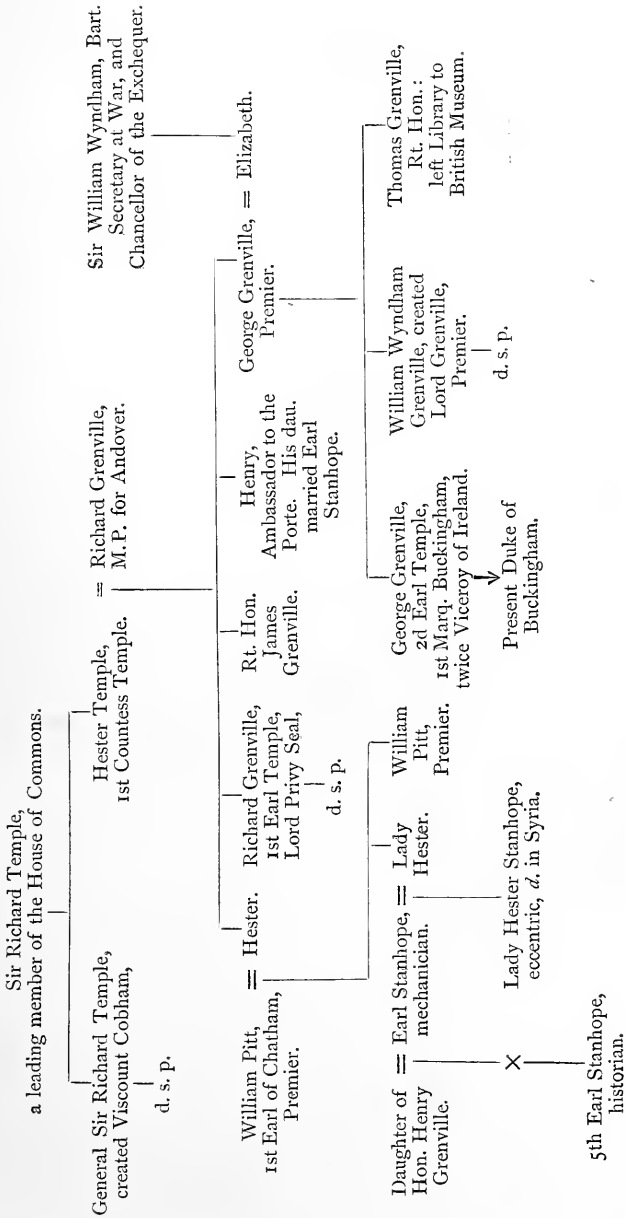 Sir Richard Temple,
a leading member of the House of Commons.
General Sir Richard Temple,
created Viscount Cobham,
d. s. p.
Hester Temple,
1st Countess Temple.
= Richard Grenville,
M.P. for Andover.
Sir William Wyndham, Bart.
Secretary at War, and
Chancellor of the Exchequer.
William Pitt,
1st Earl of Chatham,
Premier.
= Hester.
Richard Grenville,
1st Earl Temple,
Lord Privy Seal,
d. s. p.
Rt. Hon.
James
Grenville.
Henry,
Ambassador to the
Porte. His dau.
married Earl
Stanhope.
George Grenville,
Premier.
= Elizabeth.
Daughter of
Hon. Henry
Grenville.
= Earl Stanhope, =
mechanician.
Lady
Hester.
William
Pitt,
Premier.
George Grenville,
2d Earl Temple,
1st Marq. Buckingham,
twice Viceroy of Ireland.
William Wyndham
Grenville, created
Lord Grenville,
Premier.
d. s. p.
Thomas Grenville,
Rt. Hon.:
left Library to
British Museum.
×
Lady Hester Stanhope,
eccentric, d. in Syria.
Present Duke of
Buckingham.
5th Earl Stanhope,
historian.